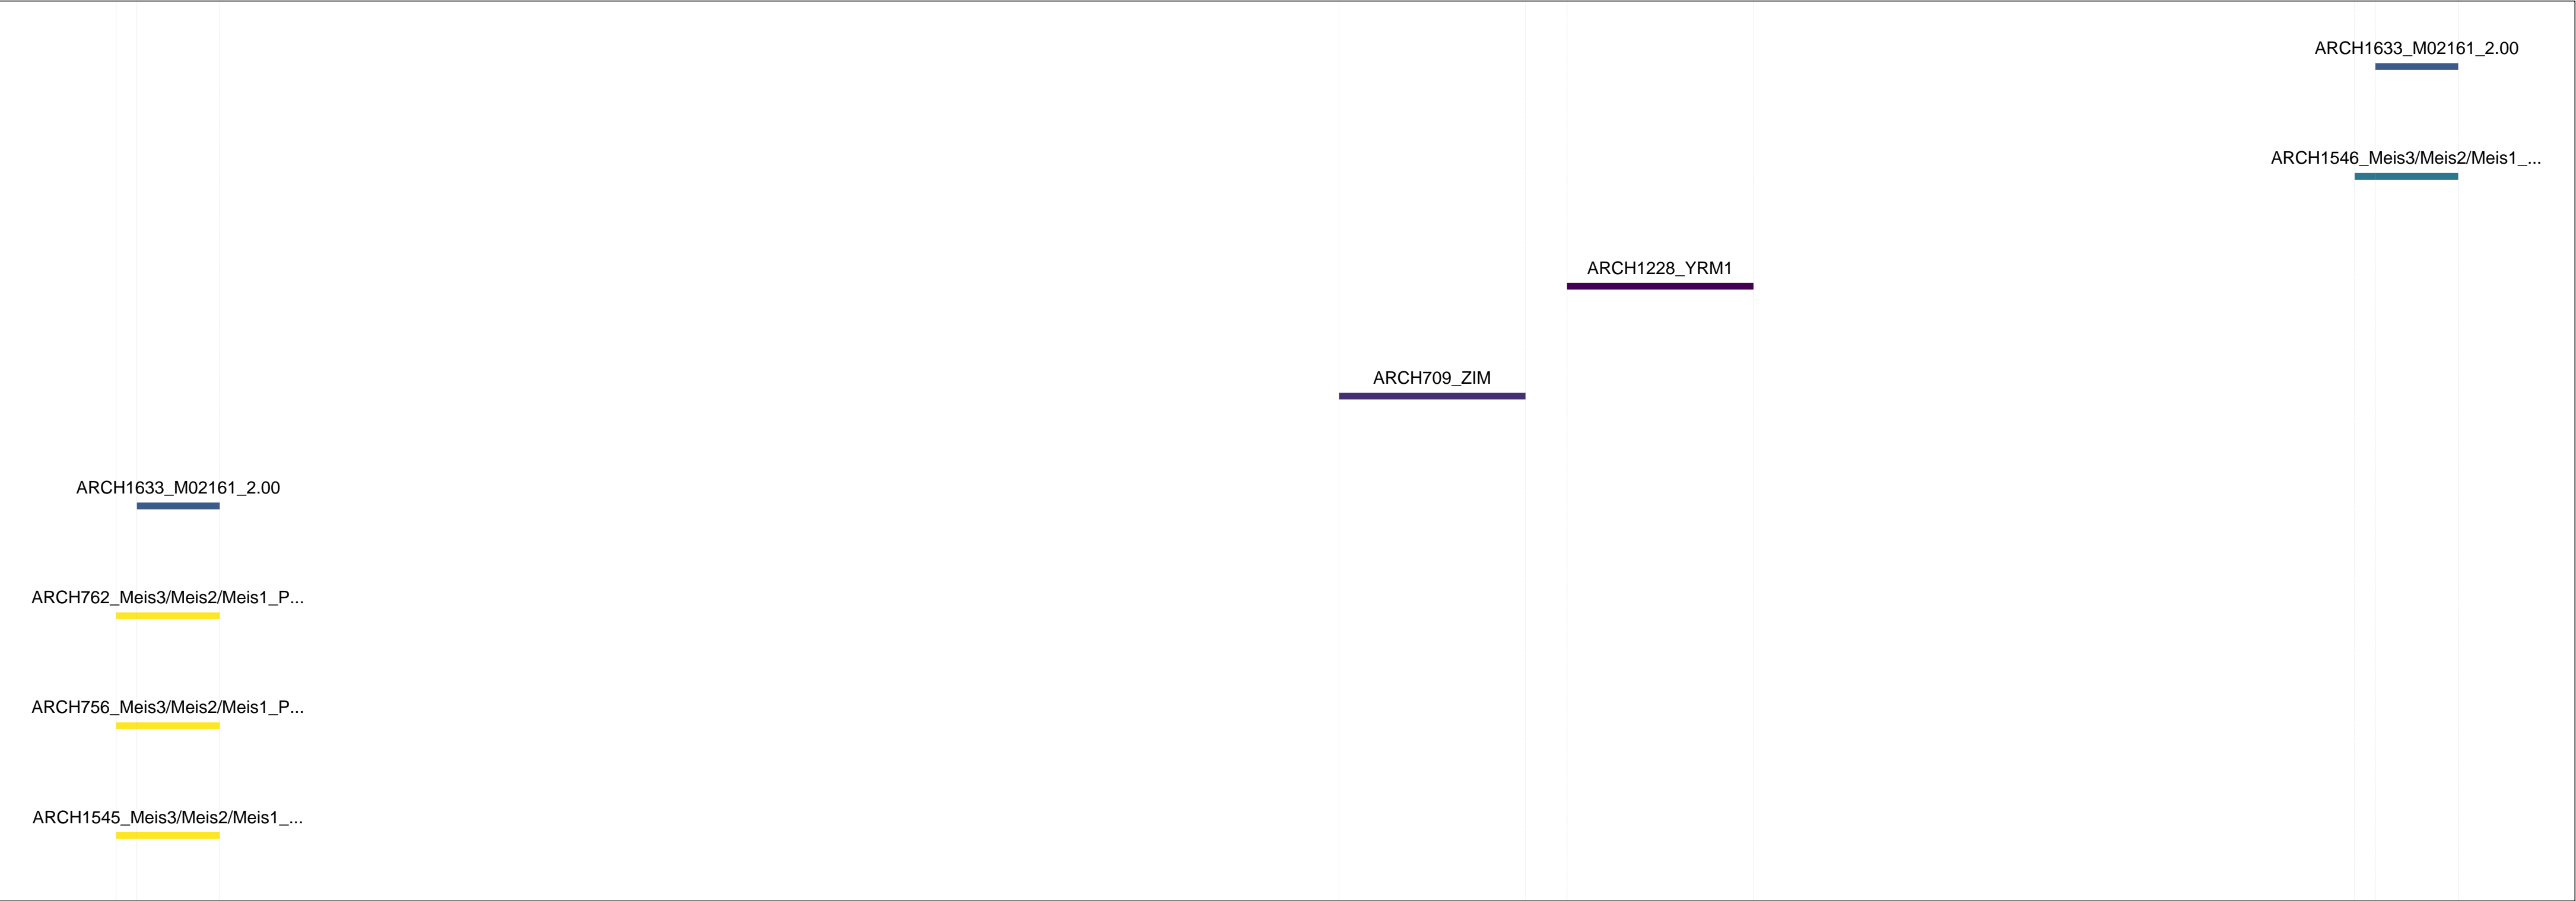 ARCH1633_M02161_2.00
ARCH1546_Meis3/Meis2/Meis1_...
ARCH1228_YRM1
ARCH709_ZIM
ARCH1633_M02161_2.00
ARCH762_Meis3/Meis2/Meis1_P...
ARCH756_Meis3/Meis2/Meis1_P...
ARCH1545_Meis3/Meis2/Meis1_...